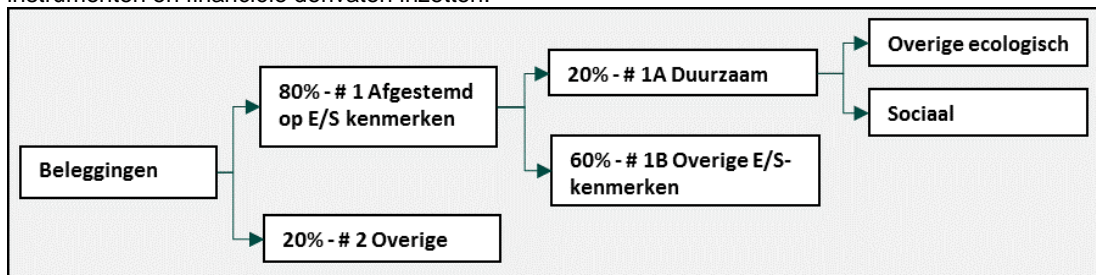 instrumenten en financiële derivaten inzetten.
Beleggingen
80% - # 1 Afgestemd
op E/S kenmerken
20% - # 2 Overige
20% - # 1A Duurzaam
60% - # 1B Overige E/S-
kenmerken
Overige ecologisch
Sociaal